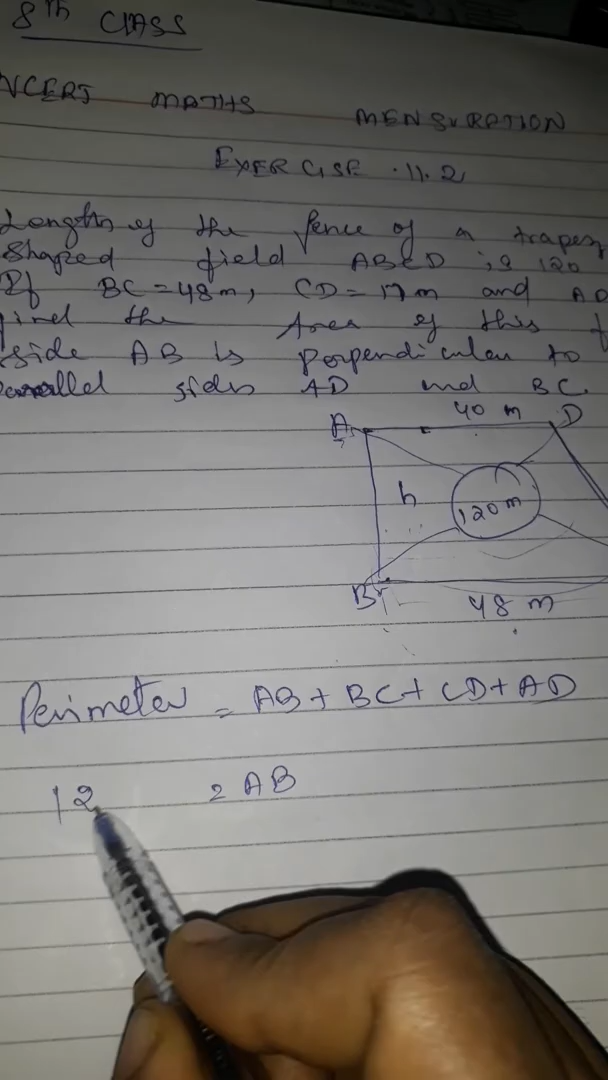 8th CLASS
NCERT MATHS MENSURATION
EXERCISE .11.2
Length of the fence of a trapez
shaped field ABCD is 120
If BC = 48 m, CD = 17 m and AD
find the Area of this f
side AB is perpendicular to
parallel sides AD and BC.
A 40 m D
h
120 m
B
48 m
Perimeter = AB + BC + CD + AD
12 = AB